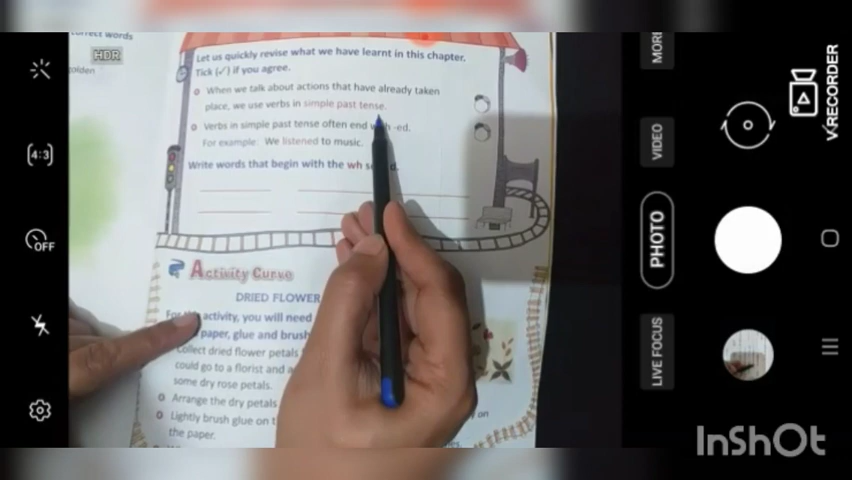 correct words
golden
HDR
Let us quickly revise what we have learnt in this chapter.
Tick (✓) if you agree.
When we talk about actions that have already taken
place, we use verbs in simple past tense.
Verbs in simple past tense often end with -ed.
For example: We listened to music.
Write words that begin with the wh
Activity Curve
DRIED FLOWER
For this activity, you will need
paper, glue and brush
Collect dried flower petals
could go to a florist and
some dry rose petals.
Arrange the dry petals
Lightly brush glue on
the paper.
on
[4:3]
OFF
MORE
VIDEO
PHOTO
LIVE FOCUS
V.RECORDER
InShOt